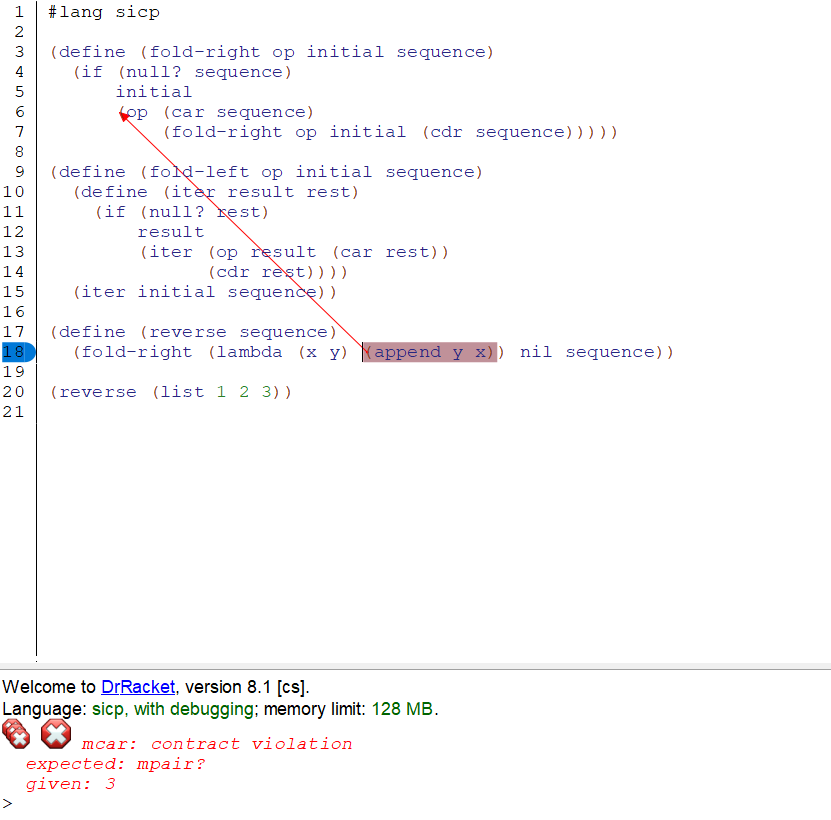 1 #lang sicp
2
3 (define (fold-right op initial sequence)
4   (if (null? sequence)
5       initial
6       (op (car sequence)
7           (fold-right op initial (cdr sequence)))))
8
9 (define (fold-left op initial sequence)
10   (define (iter result rest)
11     (if (null? rest)
12         result
13         (iter (op result (car rest))
14               (cdr rest))))
15   (iter initial sequence))
16
17 (define (reverse sequence)
18   (fold-right (lambda (x y) (append y x)) nil sequence))
19
20 (reverse (list 1 2 3))
21
Welcome to DrRacket, version 8.1 [cs].
Language: sicp, with debugging; memory limit: 128 MB.
mcar: contract violation
expected: mpair?
given: 3
>